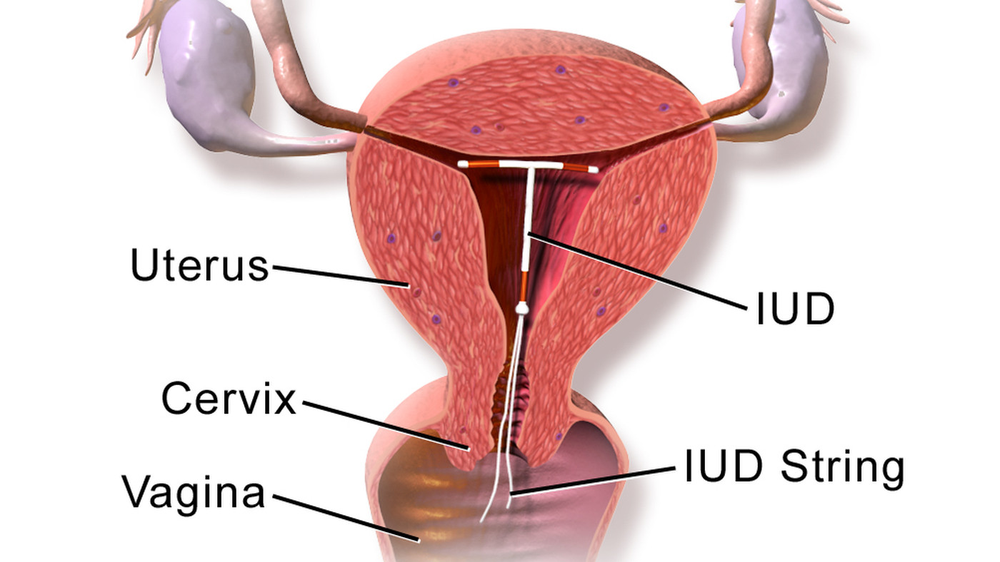 Uterus
IUD
Cervix
IUD String
Vagina